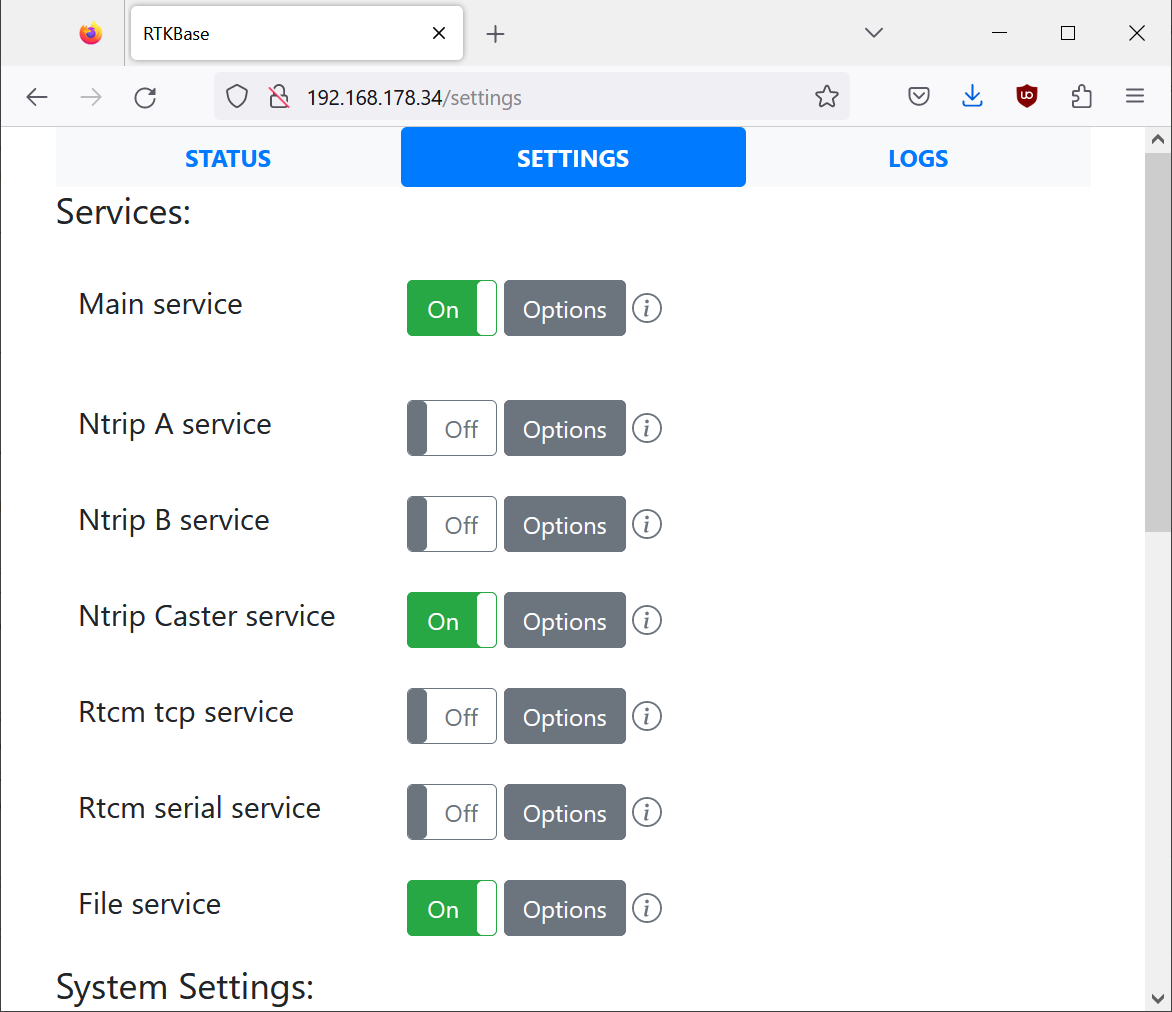 RTKBase
192.168.178.34/settings
STATUS SETTINGS LOGS
Services:
Main service On Options i
Ntrip A service Off Options i
Ntrip B service Off Options i
Ntrip Caster service On Options i
Rtcm tcp service Off Options i
Rtcm serial service Off Options i
File service On Options i
System Settings: